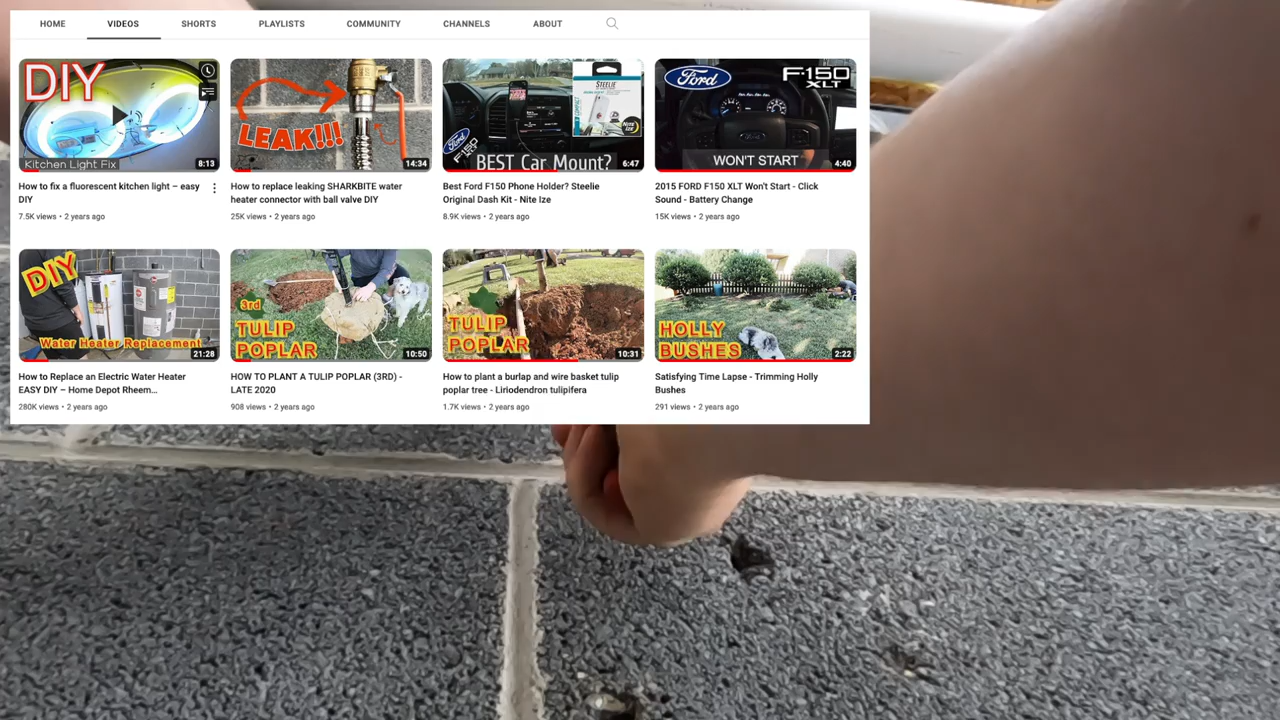 HOME
VIDEOS
SHORTS
PLAYLISTS
COMMUNITY
CHANNELS
ABOUT
DIY
Kitchen Light Fix
8:13
How to fix a fluorescent kitchen light – easy
DIY
7.5K views • 2 years ago
LEAK!!!
14:34
How to replace leaking SHARKBITE water
heater connector with ball valve DIY
25K views • 2 years ago
STEELIE
NITE IZE
Ford
F-150
BEST Car Mount?
6:47
Best Ford F150 Phone Holder? Steelie
Original Dash Kit - Nite Ize
8.9K views • 2 years ago
Ford
F-150
XLT
WON'T START
4:40
2015 FORD F150 XLT Won't Start - Click
Sound - Battery Change
15K views • 2 years ago
DIY
Water Heater Replacement
21:28
How to Replace an Electric Water Heater
EASY DIY – Home Depot Rheem...
280K views • 2 years ago
3rd
TULIP
POPLAR
10:50
HOW TO PLANT A TULIP POPLAR (3RD) -
LATE 2020
908 views • 2 years ago
TULIP
POPLAR
10:31
How to plant a burlap and wire basket tulip
poplar tree - Liriodendron tulipifera
1.7K views • 2 years ago
HOLLY
BUSHES
2:22
Satisfying Time Lapse - Trimming Holly
Bushes
291 views • 2 years ago